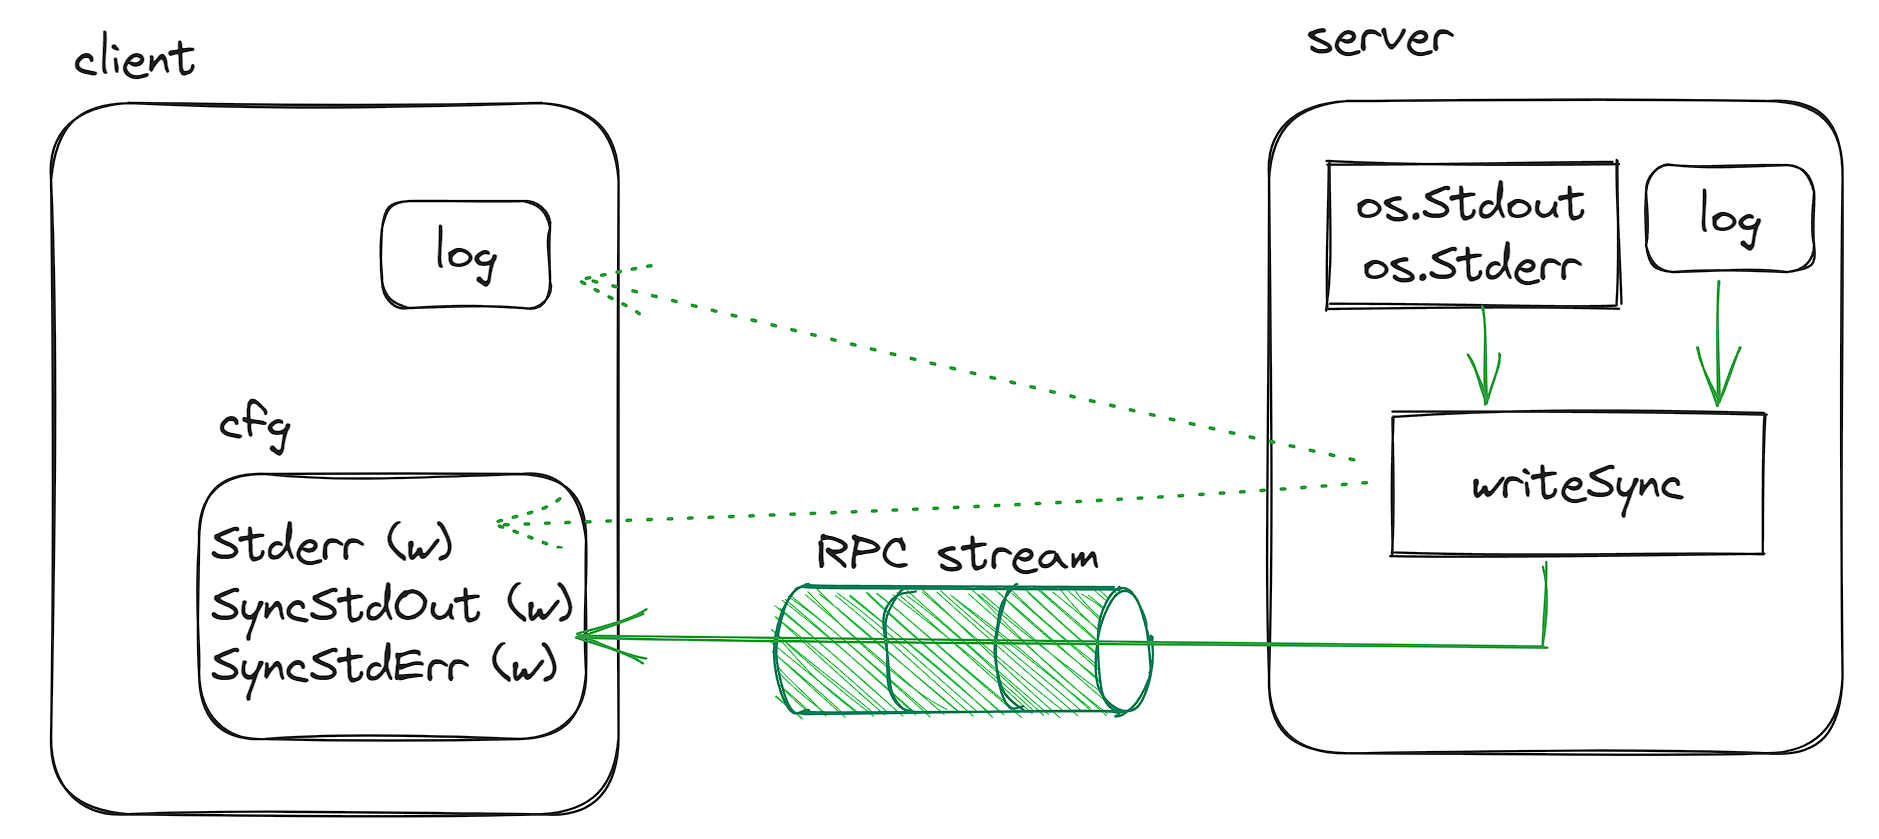 client
server
log
os.Stdout
os.Stderr
log
cfg
Stderr (w)
SyncStdOut (w)
SyncStdErr (w)
RPC stream
writeSync